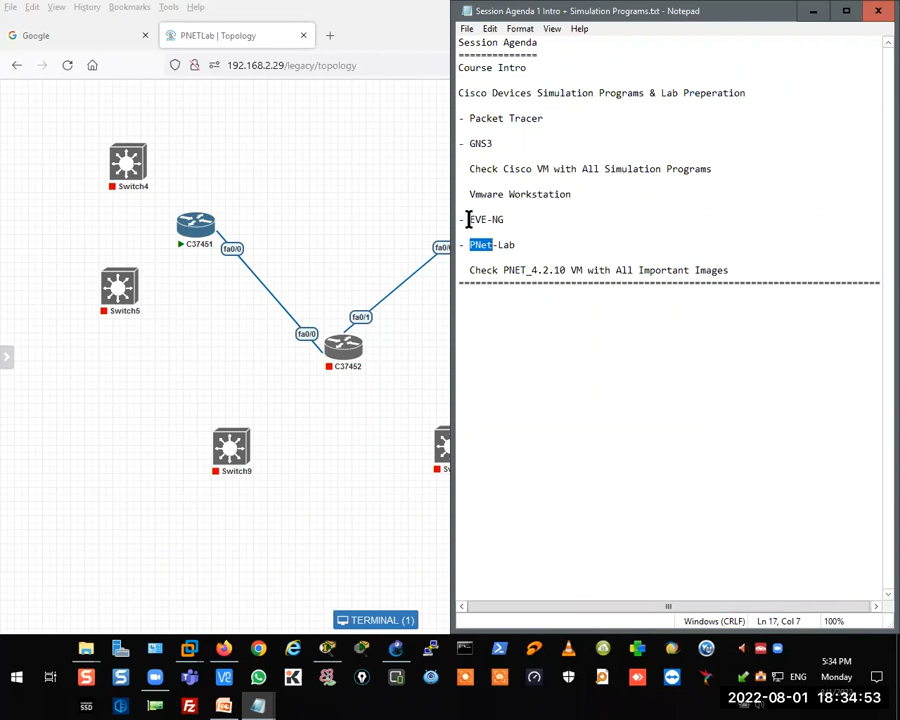 File Edit View History Bookmarks Tools Help
Google
PNETLab | Topology
192.168.2.29/legacy/topology
Switch4
C37451
fa0/0
Switch5
fa0/1
fa0/0
C37452
Switch9
TERMINAL (1)
Session Agenda 1 Intro + Simulation Programs.txt - Notepad
File Edit Format View Help
Session Agenda
==============
Course Intro
Cisco Devices Simulation Programs & Lab Preperation
- Packet Tracer
- GNS3
Check Cisco VM with All Simulation Programs
Vmware Workstation
- EVE-NG
- PNet-Lab
Check PNET_4.2.10 VM with All Important Images
Windows (CRLF) Ln 17, Col 7 100%
5:34 PM
ENG Monday
SSD
2022-08-01 18:34:53